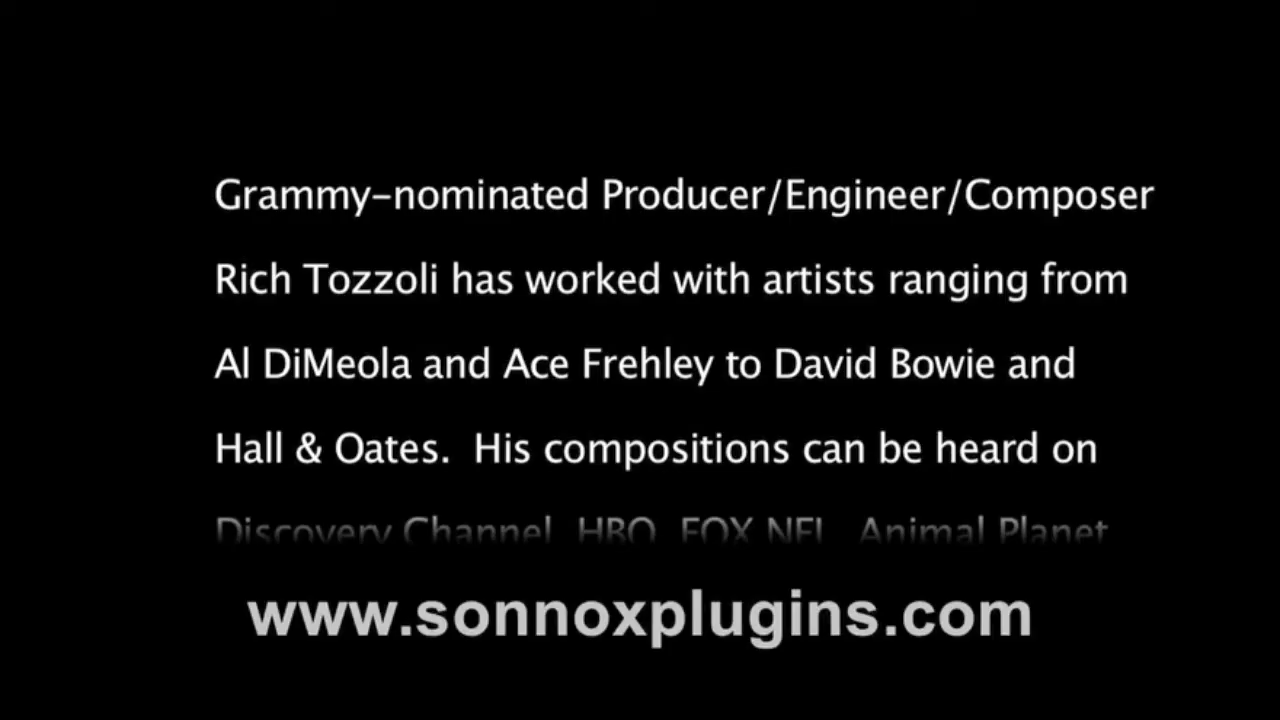 Grammy-nominated Producer/Engineer/Composer
Rich Tozzoli has worked with artists ranging from
Al DiMeola and Ace Frehley to David Bowie and
Hall & Oates.  His compositions can be heard on
Discovery Channel, HBO, FOX NFL, Animal Planet
www.sonnoxplugins.com